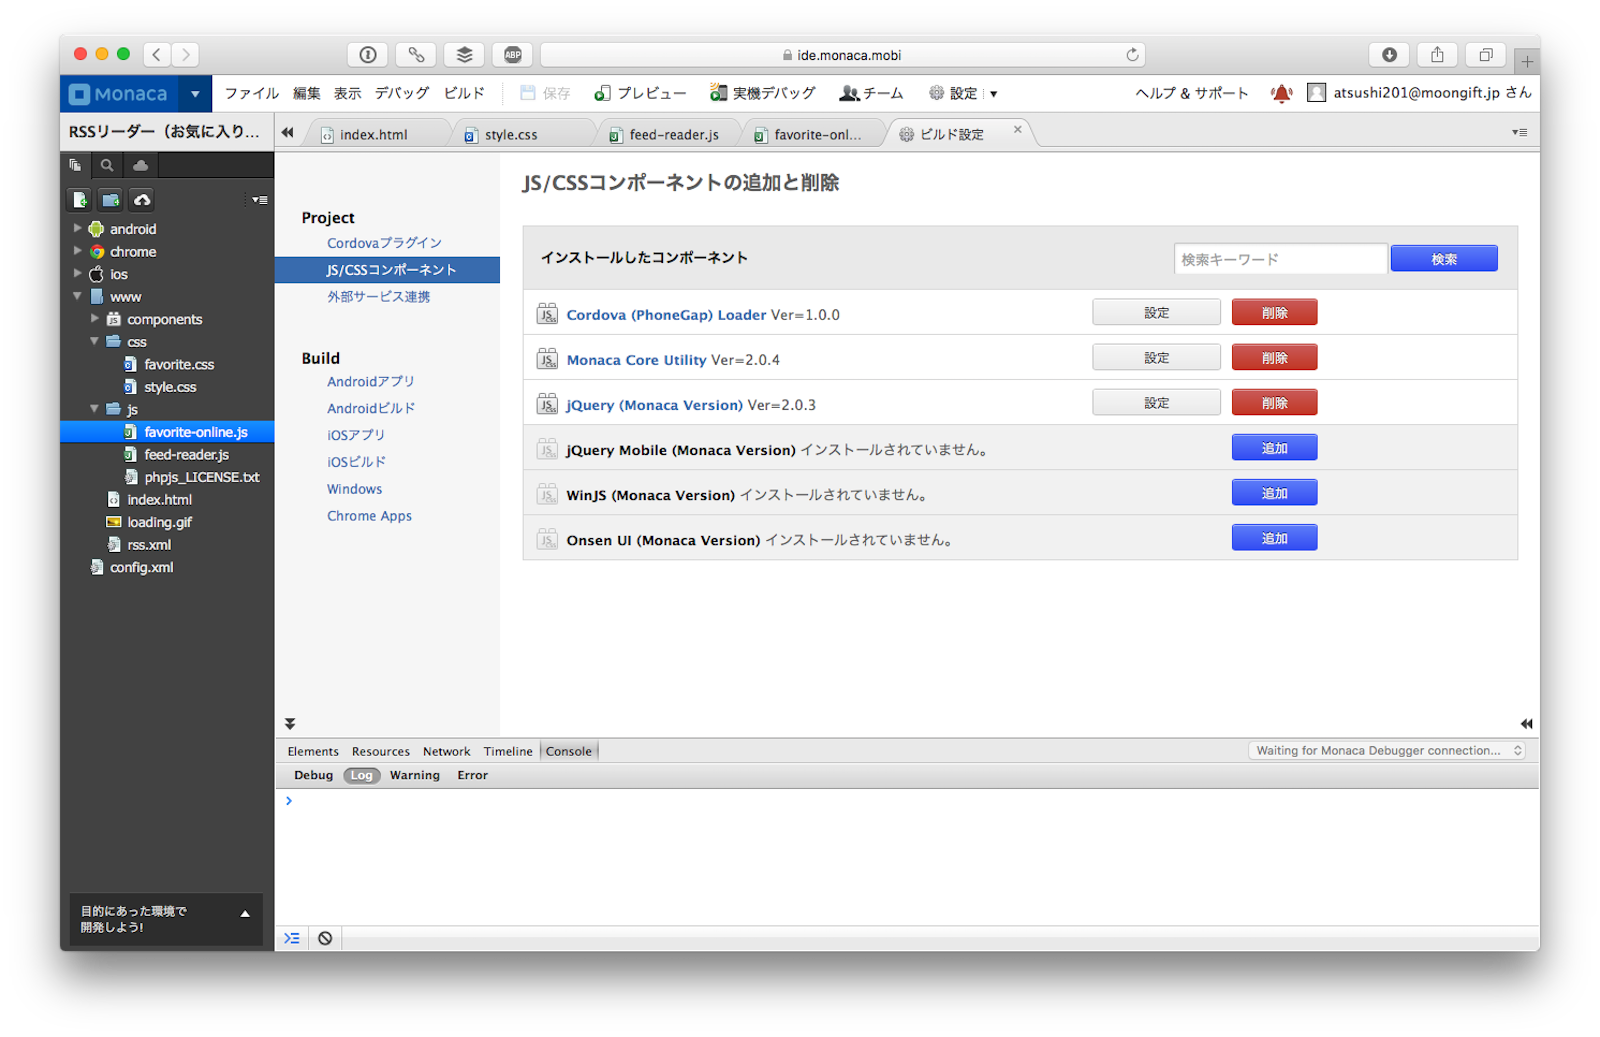 ABP
ide.monaca.mobi
Monaca
ファイル 編集 表示 デバッグ ビルド 保存 プレビュー 実機デバッグ チーム 設定 ヘルプ & サポート atsushi201@moongift.jp さん
RSSリーダー（お気に入り...
index.html style.css feed-reader.js favorite-onl... ビルド設定
android
chrome
ios
www
components
css
favorite.css
style.css
js
favorite-online.js
feed-reader.js
phpjs_LICENSE.txt
index.html
loading.gif
rss.xml
config.xml
目的にあった環境で
開発しよう!
Project
Cordovaプラグイン
JS/CSSコンポーネント
外部サービス連携
Build
Androidアプリ
Androidビルド
iOSアプリ
iOSビルド
Windows
Chrome Apps
JS/CSSコンポーネントの追加と削除
インストールしたコンポーネント 検索キーワード 検索
Cordova (PhoneGap) Loader Ver=1.0.0 設定 削除
Monaca Core Utility Ver=2.0.4 設定 削除
jQuery (Monaca Version) Ver=2.0.3 設定 削除
jQuery Mobile (Monaca Version) インストールされていません。 追加
WinJS (Monaca Version) インストールされていません。 追加
Onsen UI (Monaca Version) インストールされていません。 追加
Elements Resources Network Timeline Console Waiting for Monaca Debugger connection...
Debug Log Warning Error